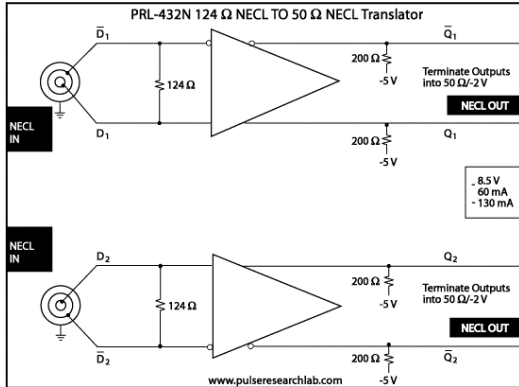 PRL-432N 124 Ω NECL TO 50 Ω NECL Translator
D̅1
Q̅1
124 Ω
200 Ω
-5 V
Terminate Outputs
into 50 Ω/-2 V
NECL OUT
NECL
IN
D1
Q1
200 Ω
-5 V
- 8.5 V
60 mA
- 130 mA
NECL
IN
D2
Q2
124 Ω
200 Ω
-5 V
Terminate Outputs
into 50 Ω/-2 V
NECL OUT
D̅2
Q̅2
200 Ω
-5 V
www.pulseresearchlab.com